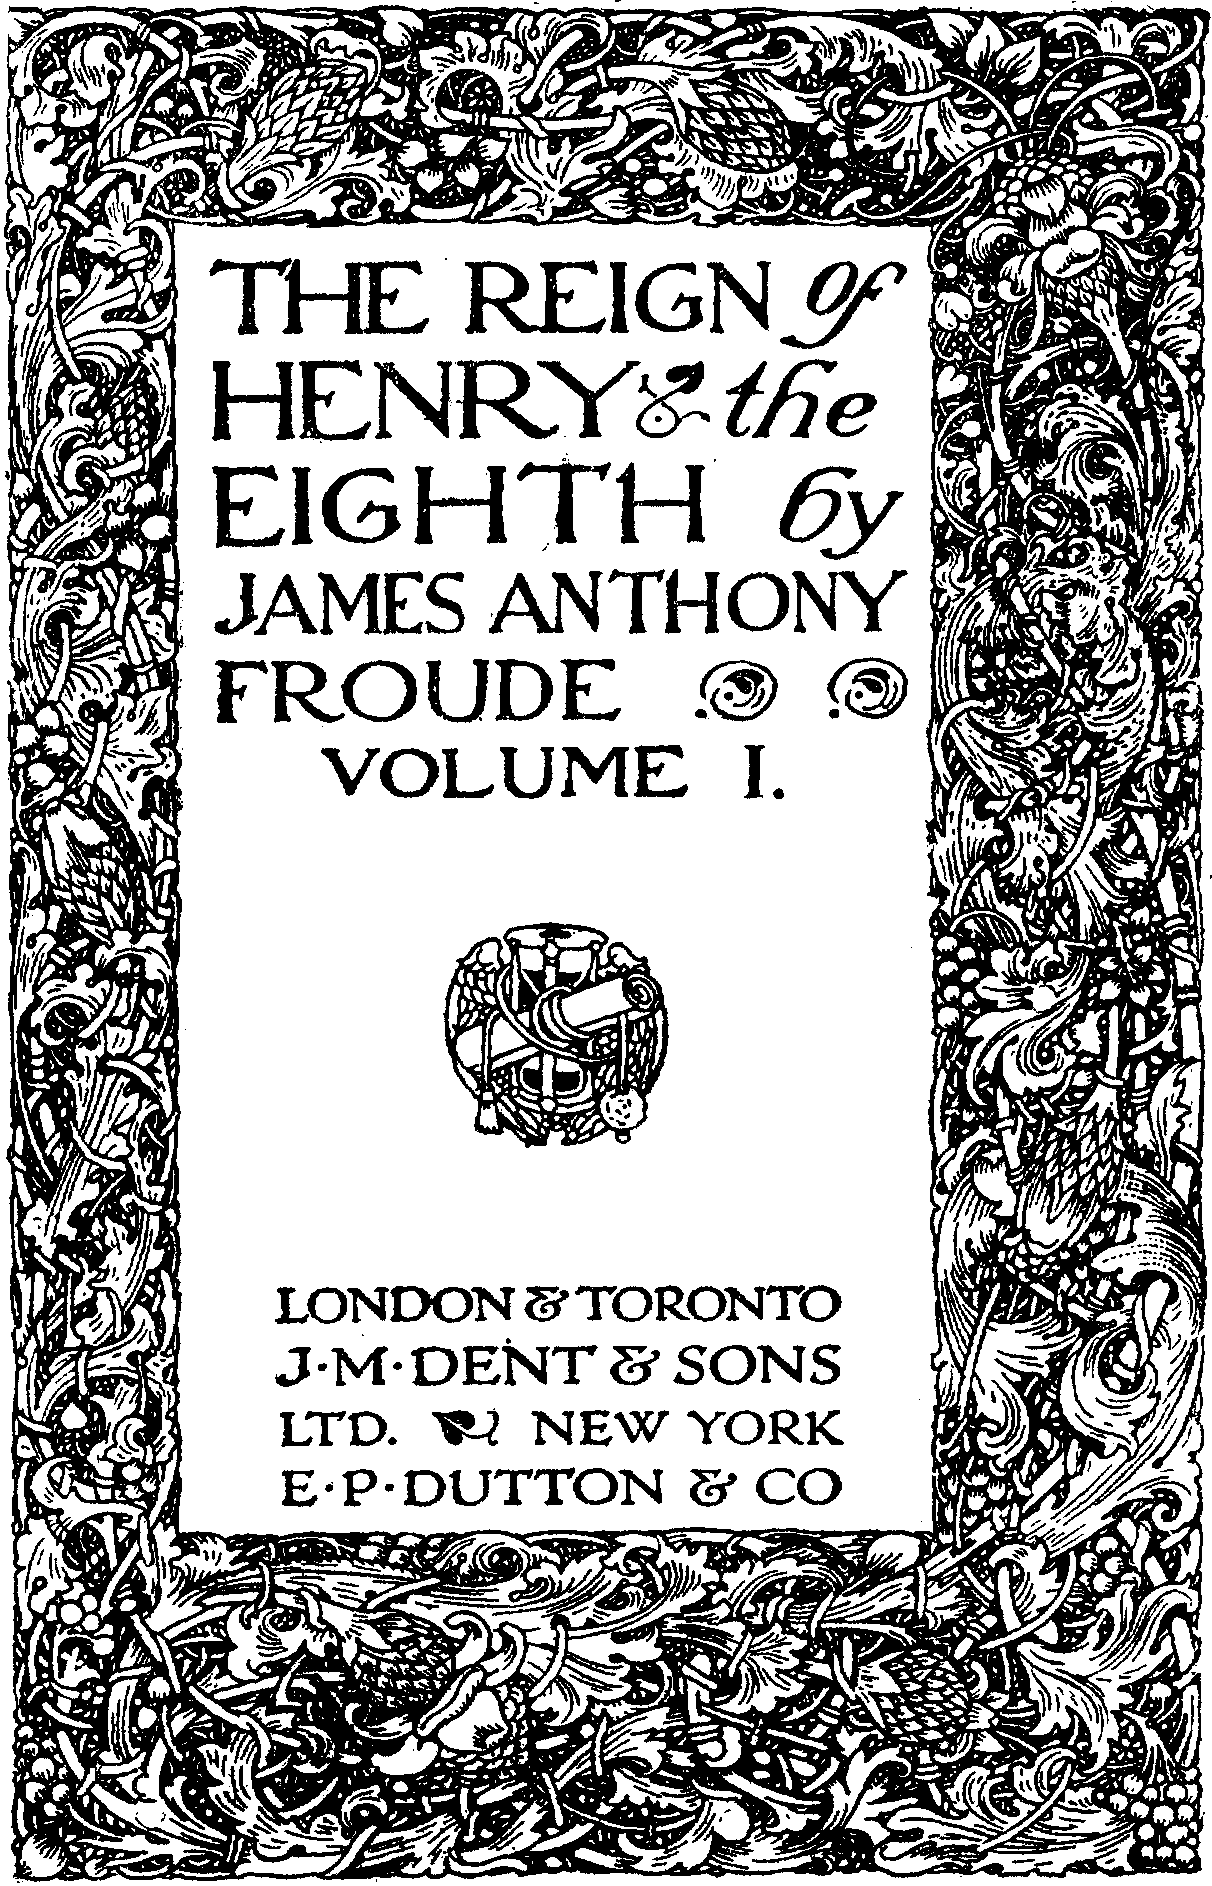 THE REIGN of
HENRY the
EIGHTH by
JAMES ANTHONY
FROUDE
VOLUME I.
LONDON & TORONTO
J·M·DENT & SONS
LTD. NEW YORK
E·P·DUTTON & CO